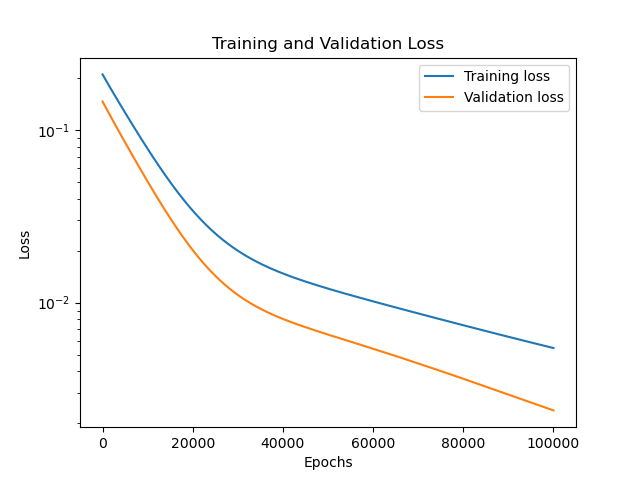 Training and Validation Loss
Training loss
Validation loss
10⁻¹
10⁻²
Loss
0 20000 40000 60000 80000 100000
Epochs